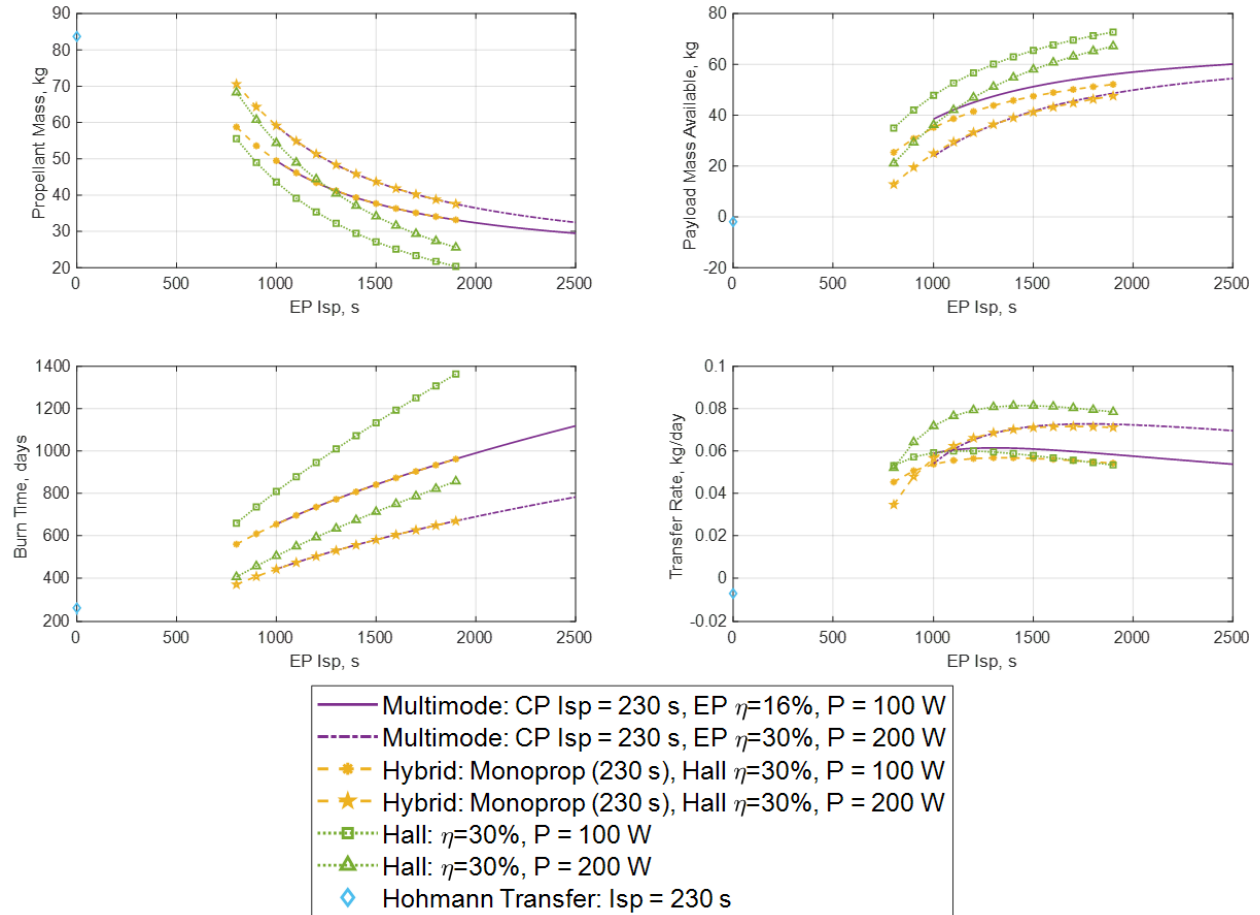 90
80
70
60
50
40
30
20
Propellant Mass, kg
0 500 1000 1500 2000 2500
EP Isp, s
80
60
40
20
0
-20
Payload Mass Available, kg
0 500 1000 1500 2000 2500
EP Isp, s
1400
1200
1000
800
600
400
200
Burn Time, days
0 500 1000 1500 2000 2500
EP Isp, s
0.1
0.08
0.06
0.04
0.02
0
-0.02
Transfer Rate, kg/day
0 500 1000 1500 2000 2500
EP Isp, s
Multimode: CP Isp = 230 s, EP η=16%, P = 100 W
Multimode: CP Isp = 230 s, EP η=30%, P = 200 W
Hybrid: Monoprop (230 s), Hall η=30%, P = 100 W
Hybrid: Monoprop (230 s), Hall η=30%, P = 200 W
Hall: η=30%, P = 100 W
Hall: η=30%, P = 200 W
Hohmann Transfer: Isp = 230 s